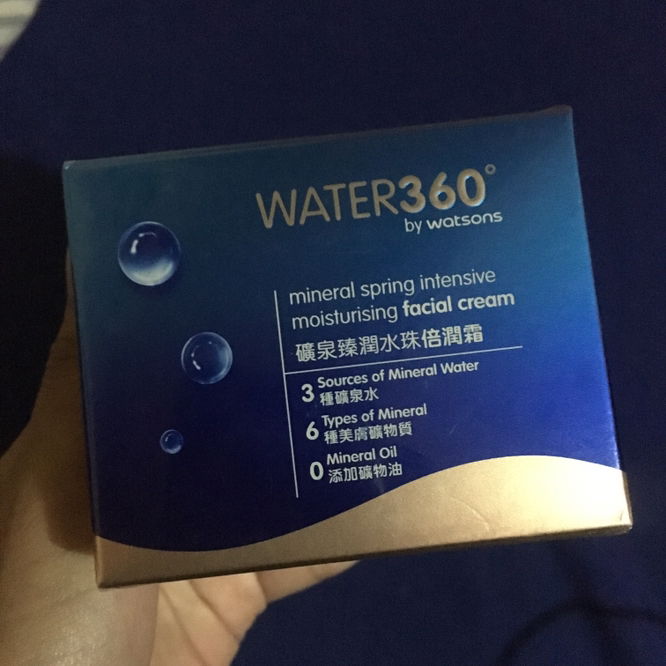 WATER360°
by watsons
mineral spring intensive
moisturising facial cream
礦泉臻潤水珠倍潤霜
3 Sources of Mineral Water
種礦泉水
6 Types of Mineral
種美膚礦物質
0 Mineral Oil
添加礦物油